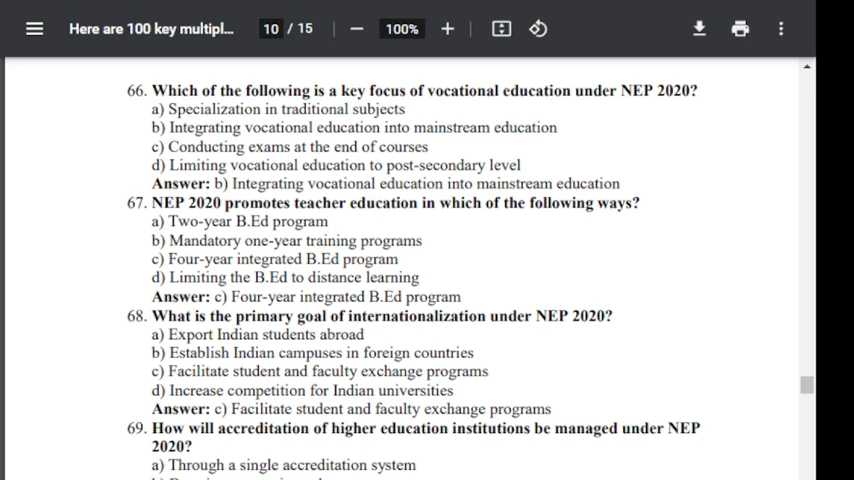 Here are 100 key multipl... 10 / 15 100%
66. Which of the following is a key focus of vocational education under NEP 2020?
a) Specialization in traditional subjects
b) Integrating vocational education into mainstream education
c) Conducting exams at the end of courses
d) Limiting vocational education to post-secondary level
Answer: b) Integrating vocational education into mainstream education
67. NEP 2020 promotes teacher education in which of the following ways?
a) Two-year B.Ed program
b) Mandatory one-year training programs
c) Four-year integrated B.Ed program
d) Limiting the B.Ed to distance learning
Answer: c) Four-year integrated B.Ed program
68. What is the primary goal of internationalization under NEP 2020?
a) Export Indian students abroad
b) Establish Indian campuses in foreign countries
c) Facilitate student and faculty exchange programs
d) Increase competition for Indian universities
Answer: c) Facilitate student and faculty exchange programs
69. How will accreditation of higher education institutions be managed under NEP
2020?
a) Through a single accreditation system